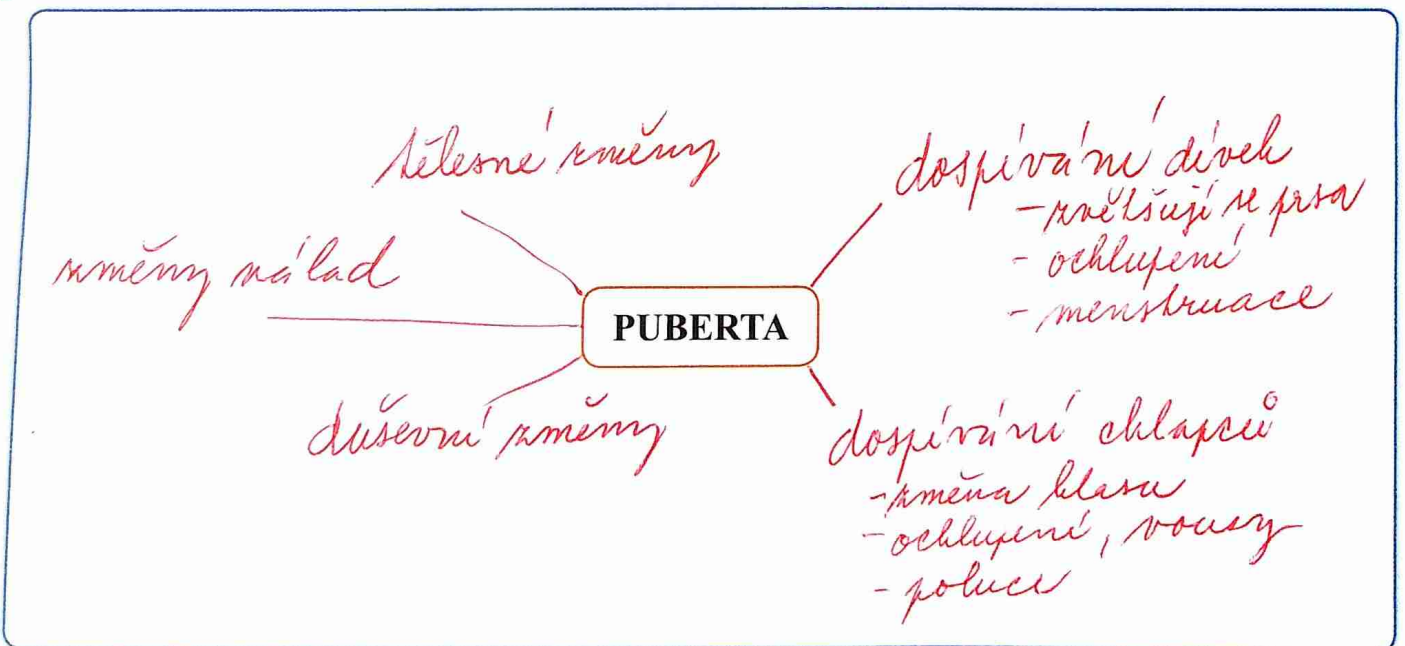 tělesné změny
změny nálad
duševní změny
PUBERTA
dospívání dívek
- zvětšují se prsa
- ochlupení
- menstruace
dospívání chlapců
- změna hlasu
- ochlupení, vousy
- poluce